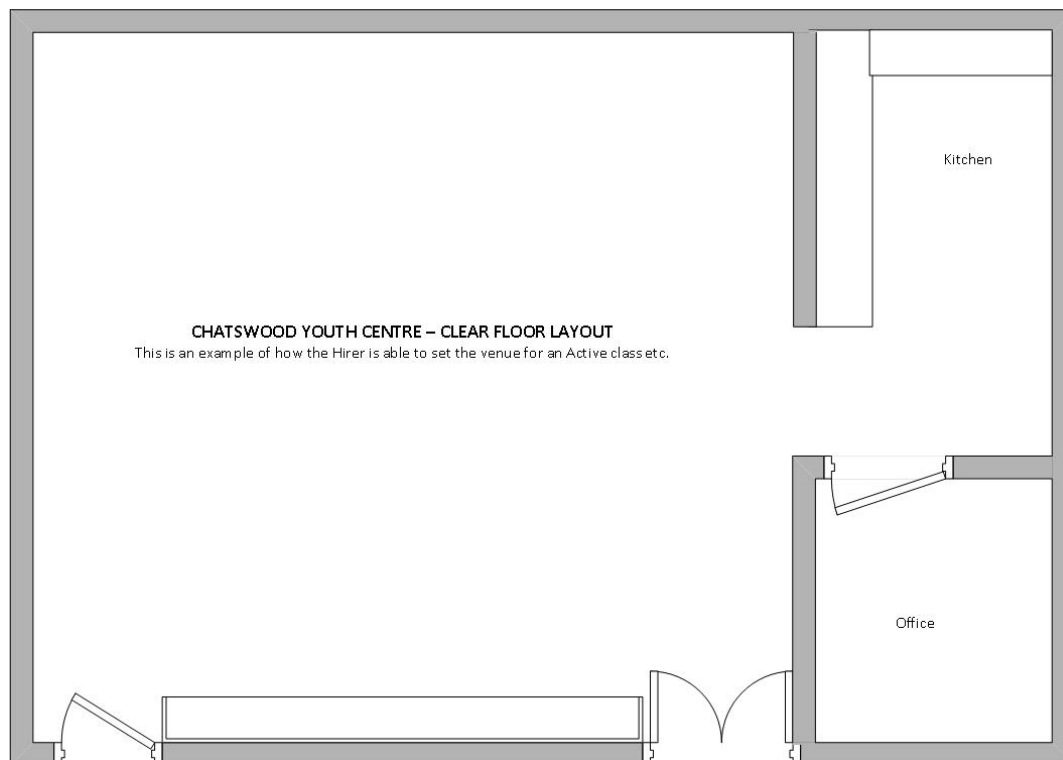 Kitchen
CHATSWOOD YOUTH CENTRE – CLEAR FLOOR LAYOUT
This is an example of how the Hirer is able to set the venue for an Active class etc.
Office